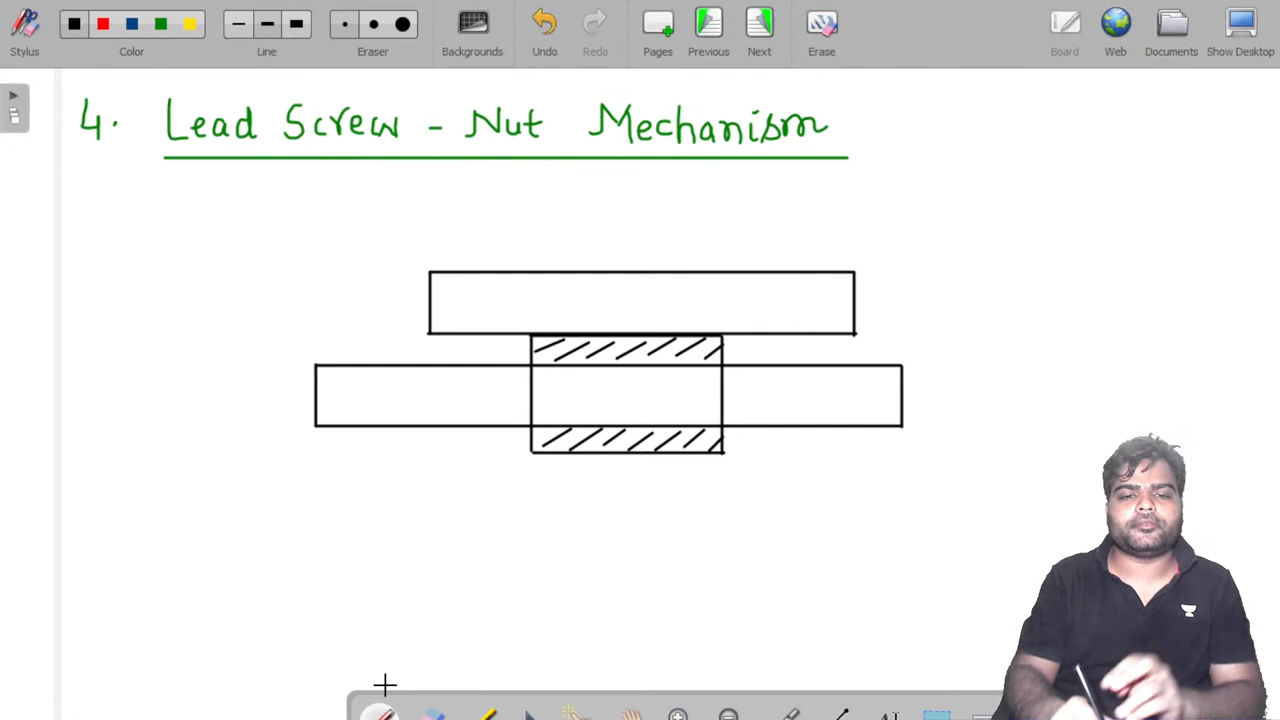 Stylus
Color
Line
Eraser
Backgrounds
Undo
Redo
Pages
Previous
Next
Erase
Board
Web
Documents
Show Desktop
4. Lead Screw - Nut Mechanism